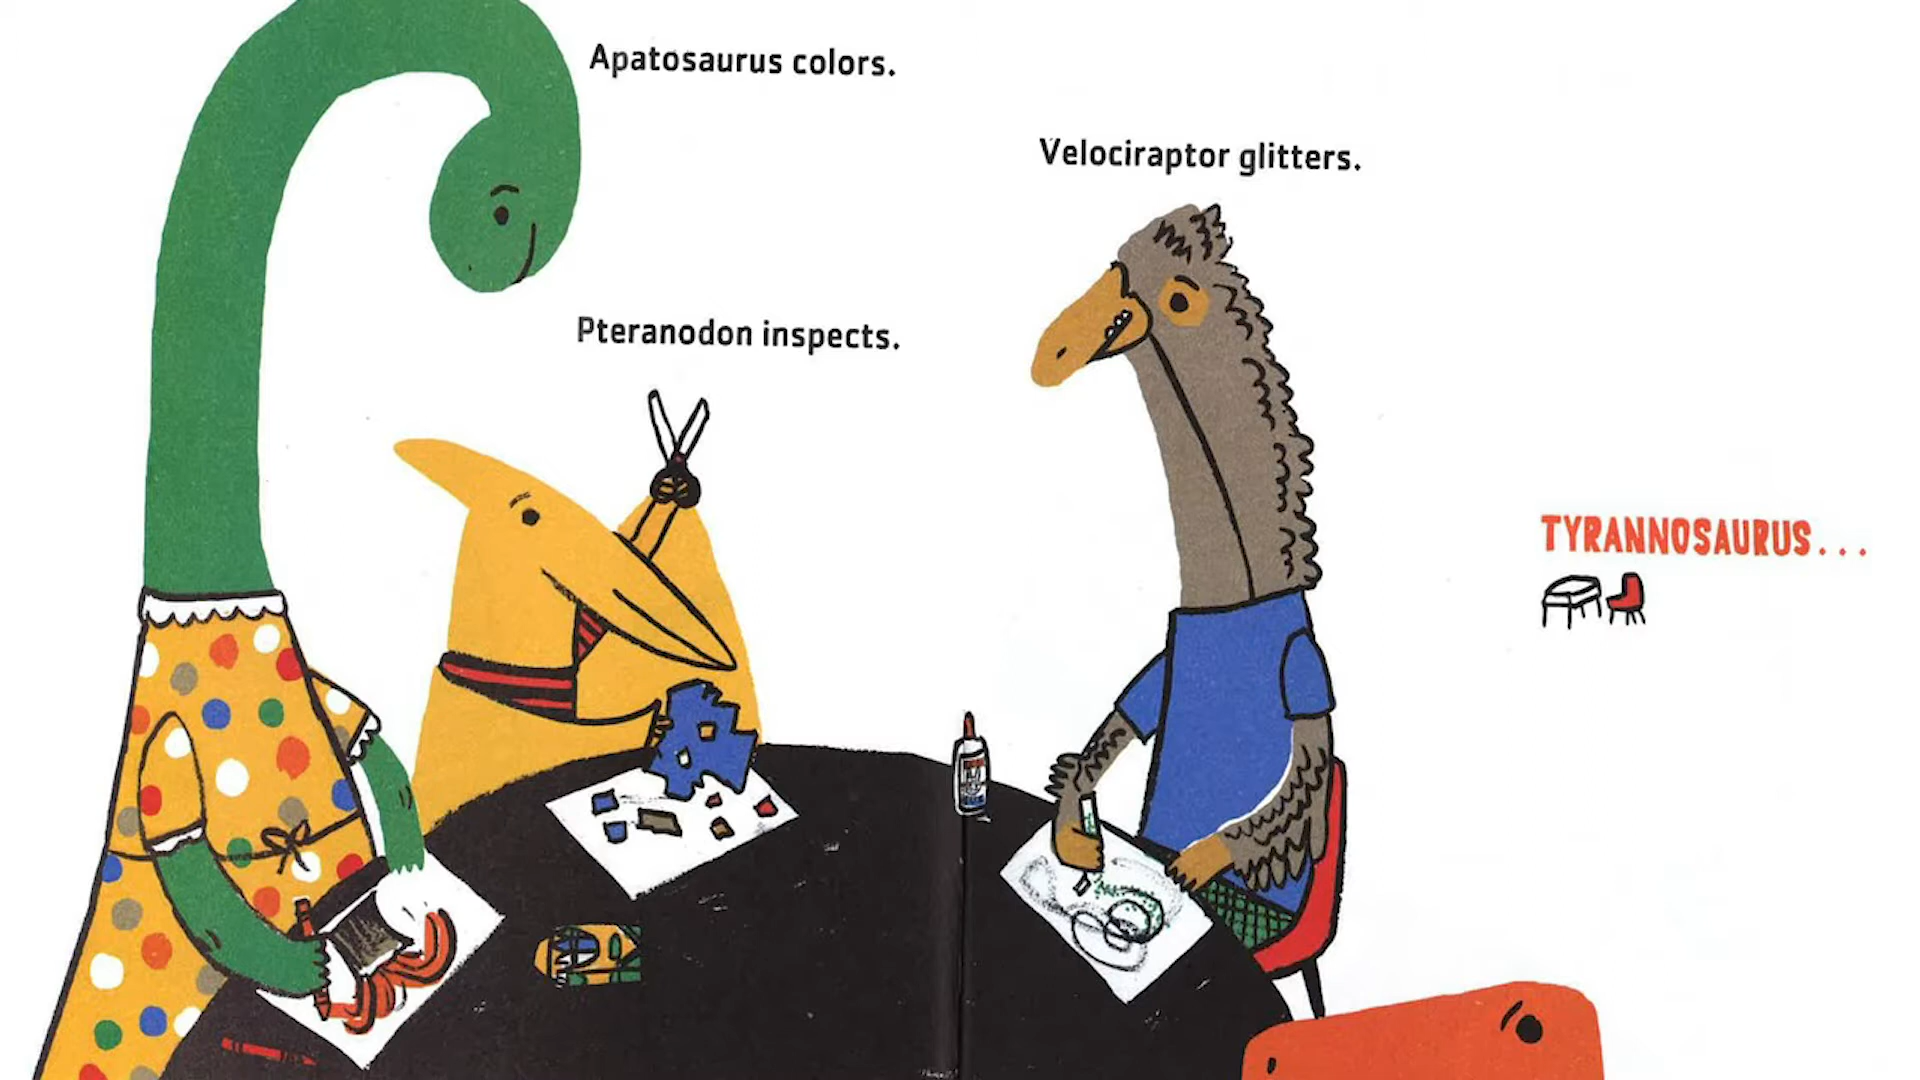 Apatosaurus colors.
Velociraptor glitters.
Pteranodon inspects.
TYRANNOSAURUS...